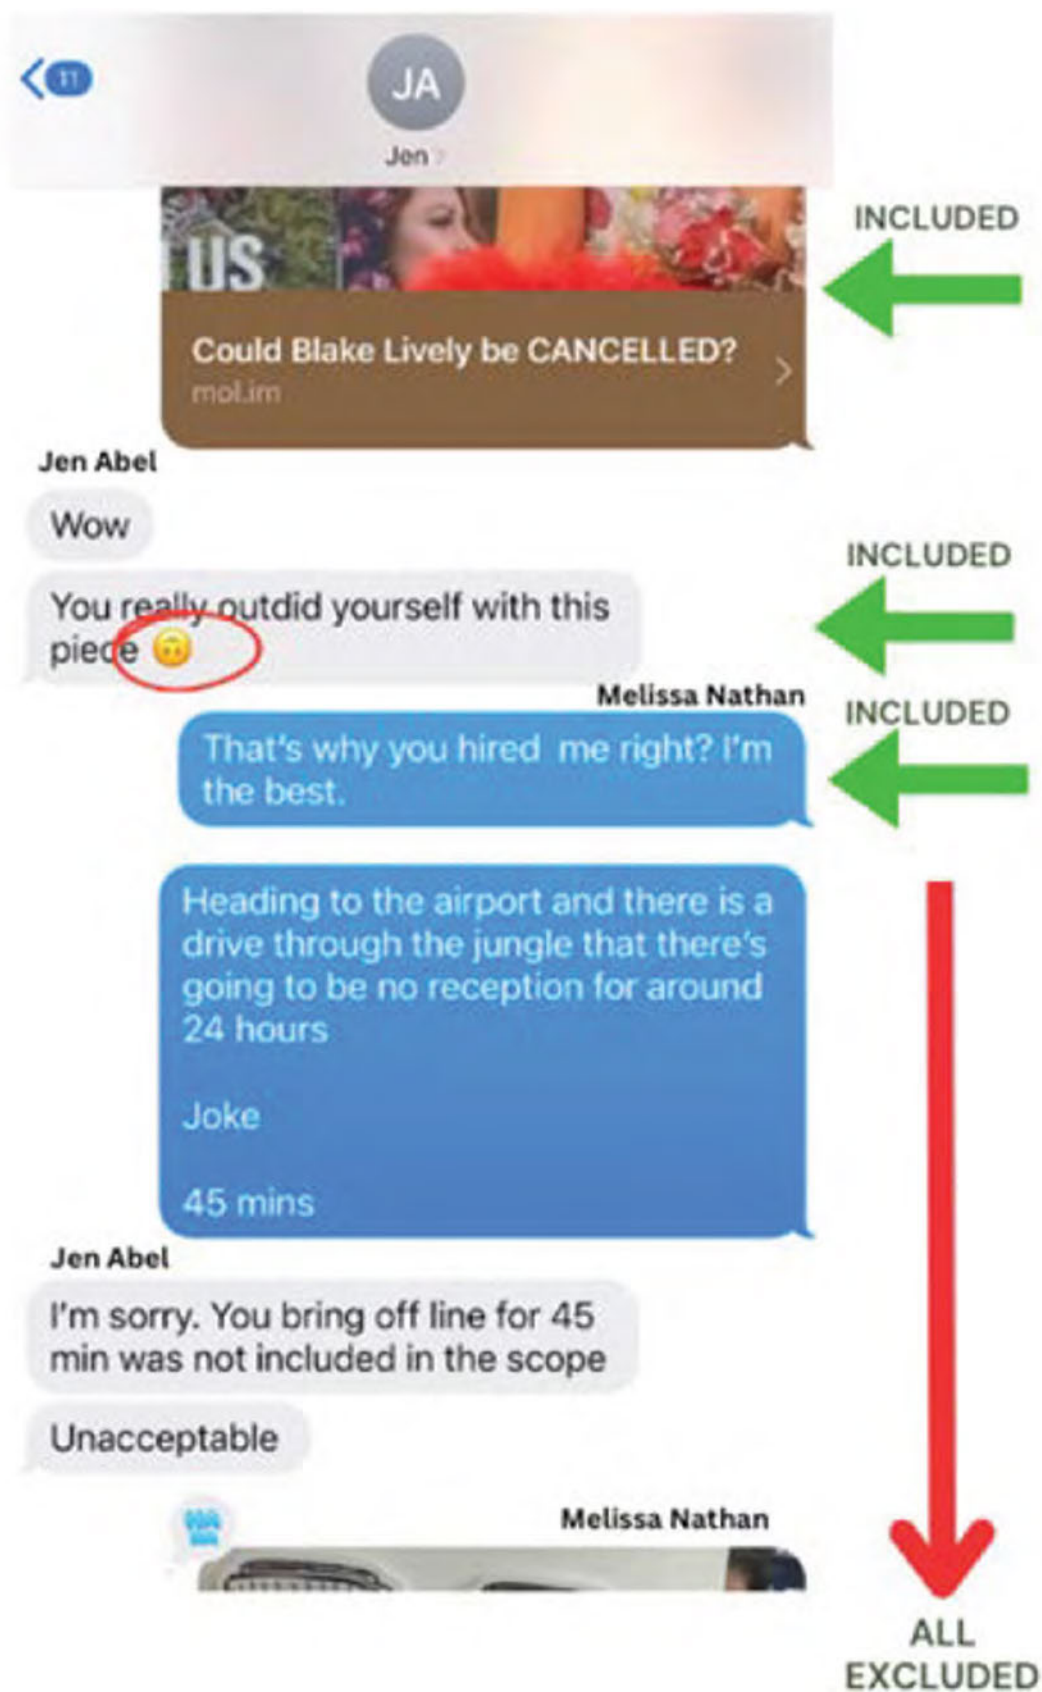 11
JA
Jen
INCLUDED
US
Could Blake Lively be CANCELLED?
mol.im
Jen Abel
Wow
INCLUDED
You really outdid yourself with this
piece 🙃
Melissa Nathan
INCLUDED
That's why you hired me right? I'm
the best.
Heading to the airport and there is a
drive through the jungle that there's
going to be no reception for around
24 hours
Joke
45 mins
Jen Abel
I'm sorry. You bring off line for 45
min was not included in the scope
Unacceptable
Melissa Nathan
ALL
EXCLUDED